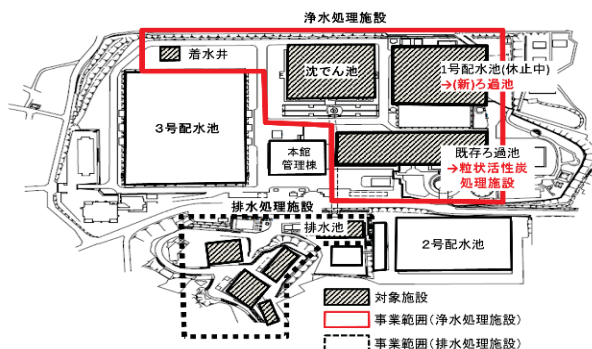 浄水処理施設
着水井
沈でん池
1号配水池(休止中)
→(新)ろ過池
3号配水池
本館
管理棟
既存ろ過池
→粒状活性炭
処理施設
排水処理施設
排水池
2号配水池
対象施設
事業範囲(浄水処理施設)
事業範囲(排水処理施設)